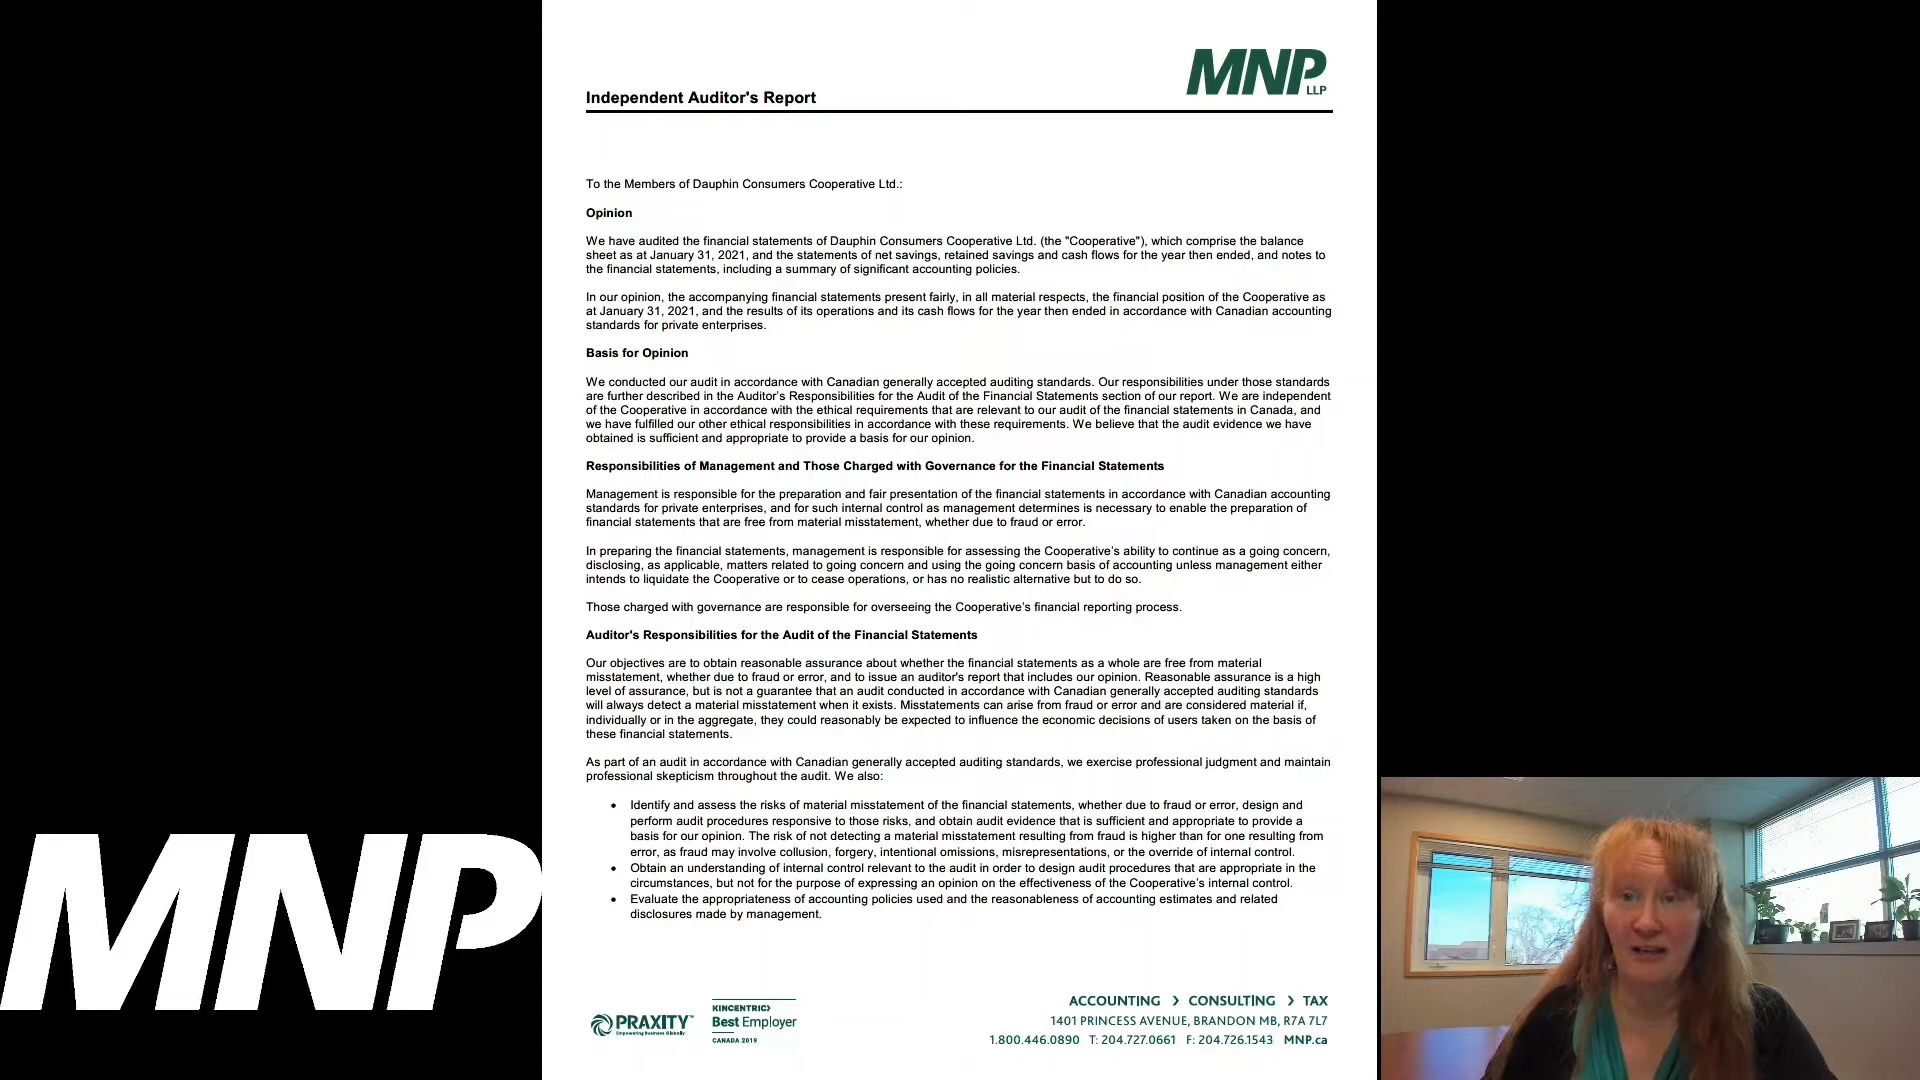 Independent Auditor's Report
MNP
LLP
To the Members of Dauphin Consumers Cooperative Ltd.:
Opinion
We have audited the financial statements of Dauphin Consumers Cooperative Ltd. (the "Cooperative"), which comprise the balance
sheet as at January 31, 2021, and the statements of net savings, retained savings and cash flows for the year then ended, and notes to
the financial statements, including a summary of significant accounting policies.
In our opinion, the accompanying financial statements present fairly, in all material respects, the financial position of the Cooperative as
at January 31, 2021, and the results of its operations and its cash flows for the year then ended in accordance with Canadian accounting
standards for private enterprises.
Basis for Opinion
We conducted our audit in accordance with Canadian generally accepted auditing standards. Our responsibilities under those standards
are further described in the Auditor's Responsibilities for the Audit of the Financial Statements section of our report. We are independent
of the Cooperative in accordance with the ethical requirements that are relevant to our audit of the financial statements in Canada, and
we have fulfilled our other ethical responsibilities in accordance with these requirements. We believe that the audit evidence we have
obtained is sufficient and appropriate to provide a basis for our opinion.
Responsibilities of Management and Those Charged with Governance for the Financial Statements
Management is responsible for the preparation and fair presentation of the financial statements in accordance with Canadian accounting
standards for private enterprises, and for such internal control as management determines is necessary to enable the preparation of
financial statements that are free from material misstatement, whether due to fraud or error.
In preparing the financial statements, management is responsible for assessing the Cooperative's ability to continue as a going concern,
disclosing, as applicable, matters related to going concern and using the going concern basis of accounting unless management either
intends to liquidate the Cooperative or to cease operations, or has no realistic alternative but to do so.
Those charged with governance are responsible for overseeing the Cooperative's financial reporting process.
Auditor's Responsibilities for the Audit of the Financial Statements
Our objectives are to obtain reasonable assurance about whether the financial statements as a whole are free from material
misstatement, whether due to fraud or error, and to issue an auditor's report that includes our opinion. Reasonable assurance is a high
level of assurance, but is not a guarantee that an audit conducted in accordance with Canadian generally accepted auditing standards
will always detect a material misstatement when it exists. Misstatements can arise from fraud or error and are considered material if,
individually or in the aggregate, they could reasonably be expected to influence the economic decisions of users taken on the basis of
these financial statements.
As part of an audit in accordance with Canadian generally accepted auditing standards, we exercise professional judgment and maintain
professional skepticism throughout the audit. We also:
• Identify and assess the risks of material misstatement of the financial statements, whether due to fraud or error, design and
perform audit procedures responsive to those risks, and obtain audit evidence that is sufficient and appropriate to provide a
basis for our opinion. The risk of not detecting a material misstatement resulting from fraud is higher than for one resulting from
error, as fraud may involve collusion, forgery, intentional omissions, misrepresentations, or the override of internal control.
• Obtain an understanding of internal control relevant to the audit in order to design audit procedures that are appropriate in the
circumstances, but not for the purpose of expressing an opinion on the effectiveness of the Cooperative's internal control.
• Evaluate the appropriateness of accounting policies used and the reasonableness of accounting estimates and related
disclosures made by management.
MNP
PRAXITY™
Empowering Business Globally
KINCENTRIC>
Best Employer
CANADA 2019
ACCOUNTING > CONSULTING > TAX
1401 PRINCESS AVENUE, BRANDON MB, R7A 7L7
1.800.446.0890 T: 204.727.0661 F: 204.726.1543 MNP.ca